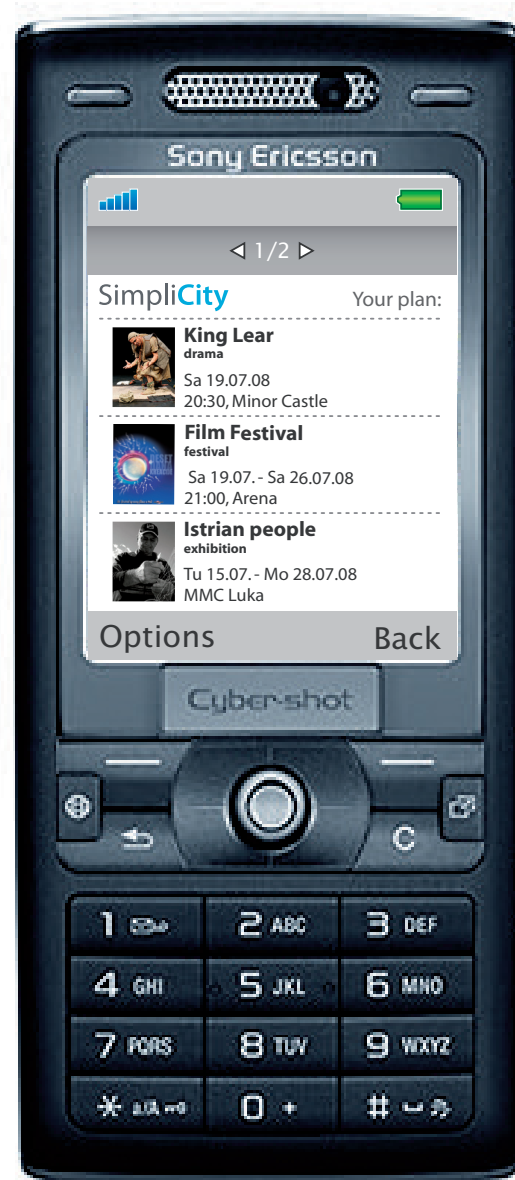 Sony Ericsson
1/2
SimpliCity Your plan:
King Lear
drama
Sa 19.07.08
20:30, Minor Castle
Film Festival
festival
Sa 19.07. - Sa 26.07.08
21:00, Arena
Istrian people
exhibition
Tu 15.07. - Mo 28.07.08
MMC Luka
Options Back
Cyber-shot
C
1 2 ABC 3 DEF
4 GHI 5 JKL 6 MNO
7 PQRS 8 TUV 9 WXYZ
* a/A 0 + #